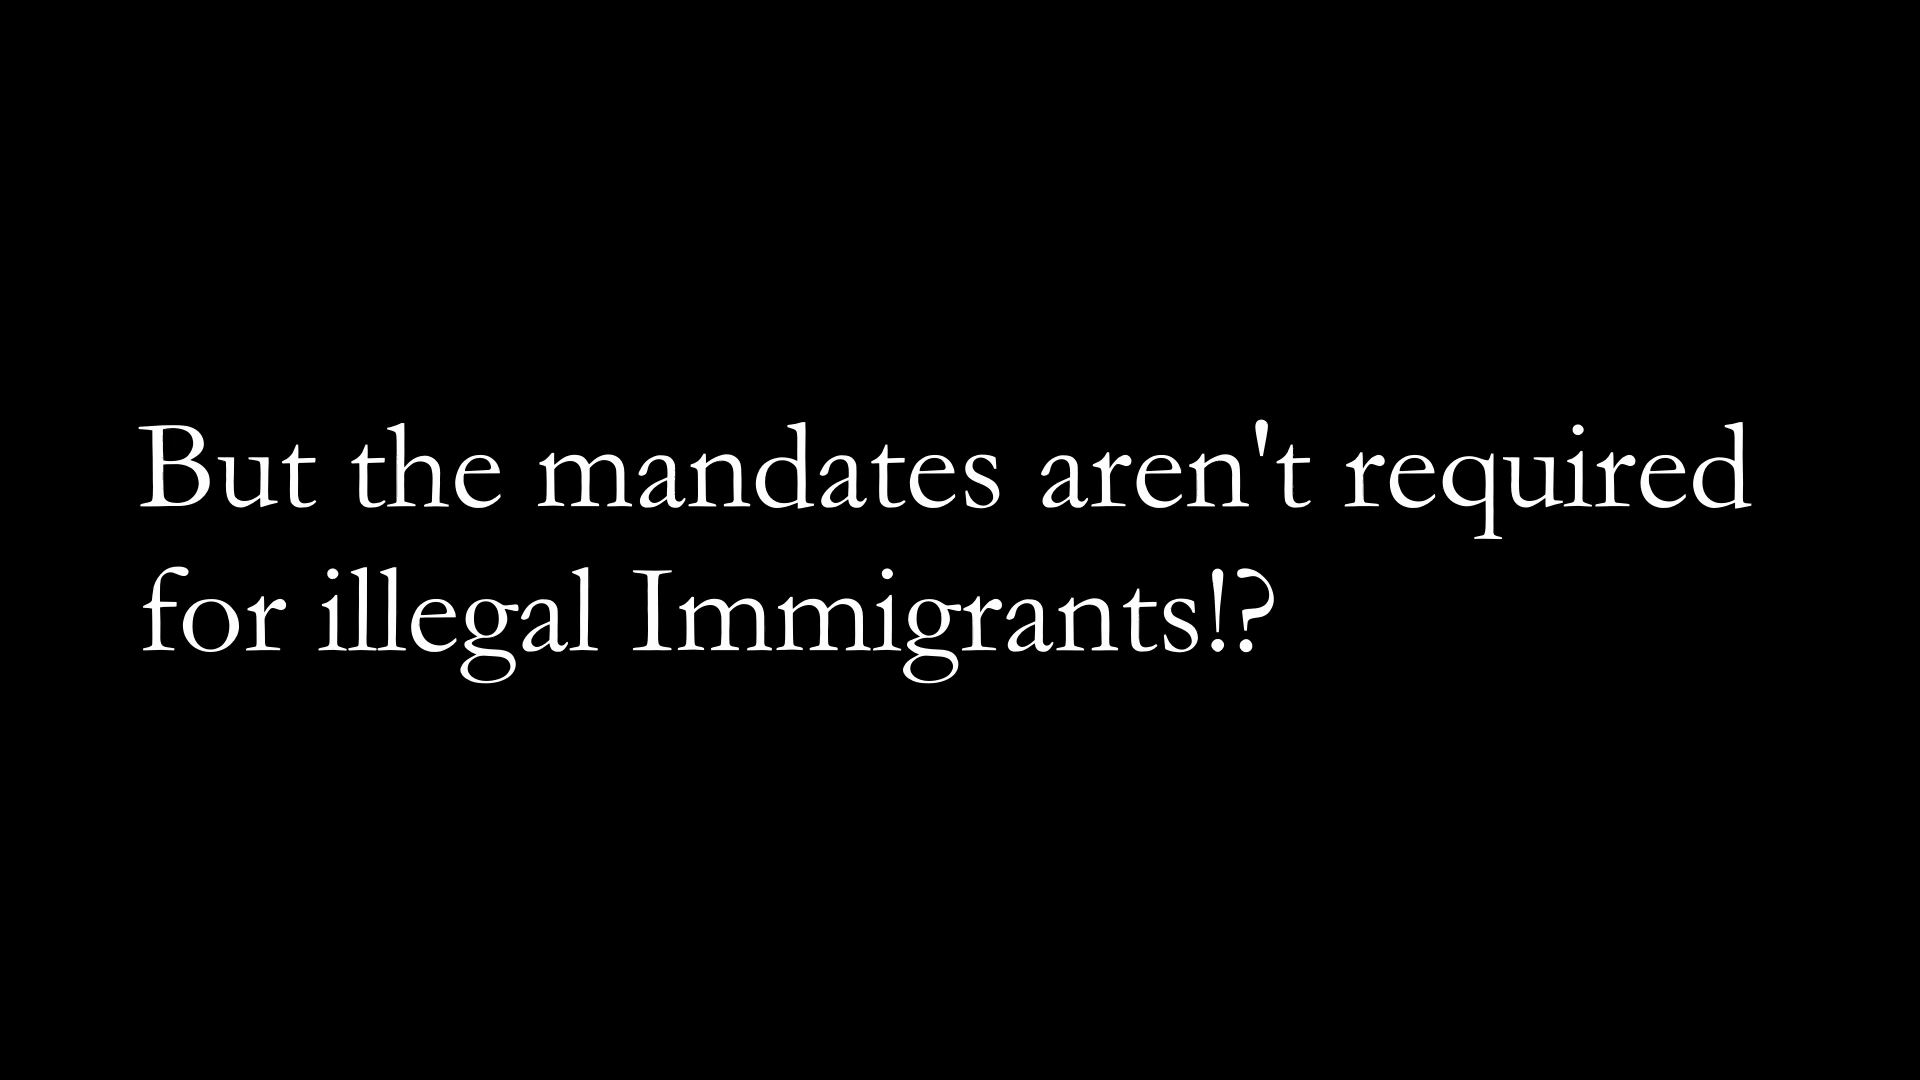 But the mandates aren't required
for illegal Immigrants!?